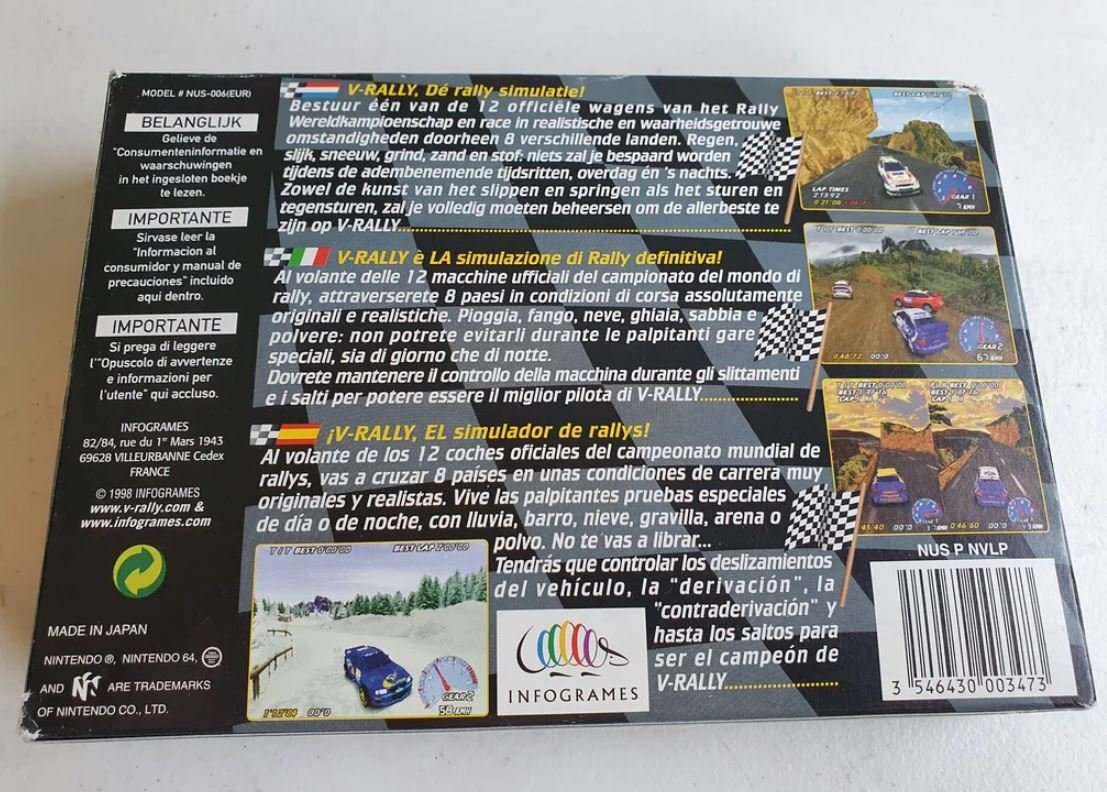 MODEL # NUS-006(EUR)
BELANGLIJK
Gelieve de
"Consumenteninformatie en
waarschuwingen
in het ingesloten boekje
te lezen.
IMPORTANTE
Sirvase leer la
"Informacion al
consumidor y manual de
precauciones" incluido
aqui dentro.
IMPORTANTE
Si prega di leggere
l'"Opuscolo di avvertenze
e informazioni per
l'utente" qui accluso.
INFOGRAMES
82/84, rue du 1er Mars 1943
69628 VILLEURBANNE Cedex
FRANCE
© 1998 INFOGRAMES
www.v-rally.com &
www.infogrames.com
MADE IN JAPAN
NINTENDO ®, NINTENDO 64,
AND N ARE TRADEMARKS
OF NINTENDO CO., LTD.
V-RALLY, Dé rally simulatie!
Bestuur één van de 12 officiële wagens van het Rally
Wereldkampioenschap en race in realistische en waarheidsgetrouwe
omstandigheden doorheen 8 verschillende landen. Regen,
slijk, sneeuw, grind, zand en stof: niets zal je bespaard worden
tijdens de adembenemende tijdsritten, overdag én 's nachts.
Zowel de kunst van het slippen en springen als het sturen en
tegensturen, zal je volledig moeten beheersen om de allerbeste te
zijn op V-RALLY
V-RALLY è LA simulazione di Rally definitiva!
Al volante delle 12 macchine ufficiali del campionato del mondo di
rally, attraverserete 8 paesi in condizioni di corsa assolutamente
originali e realistiche. Pioggia, fango, neve, ghiaia, sabbia e
polvere: non potrete evitarli durante le palpitanti gare
speciali, sia di giorno che di notte.
Dovrete mantenere il controllo della macchina durante gli slittamenti
e i salti per potere essere il miglior pilota di V-RALLY
¡V-RALLY, EL simulador de rallys!
Al volante de los 12 coches oficiales del campeonato mundial de
rallys, vas a cruzar 8 países en unas condiciones de carrera muy
originales y realistas. Vive las palpitantes pruebas especiales
de día o de noche, con lluvia, barro, nieve, gravilla, arena o
polvo. No te vas a librar...
Tendrás que controlar los deslizamientos
del vehículo, la "derivación", la
"contraderivación" y
hasta los saltos para
ser el campeón de
V-RALLY
INFOGRAMES
LAP TIMES
GEAR 1
7 KMH
GEAR 2
67 KMH
GEAR 2
58 KMH
NUS P NVLP
3 546430 003473